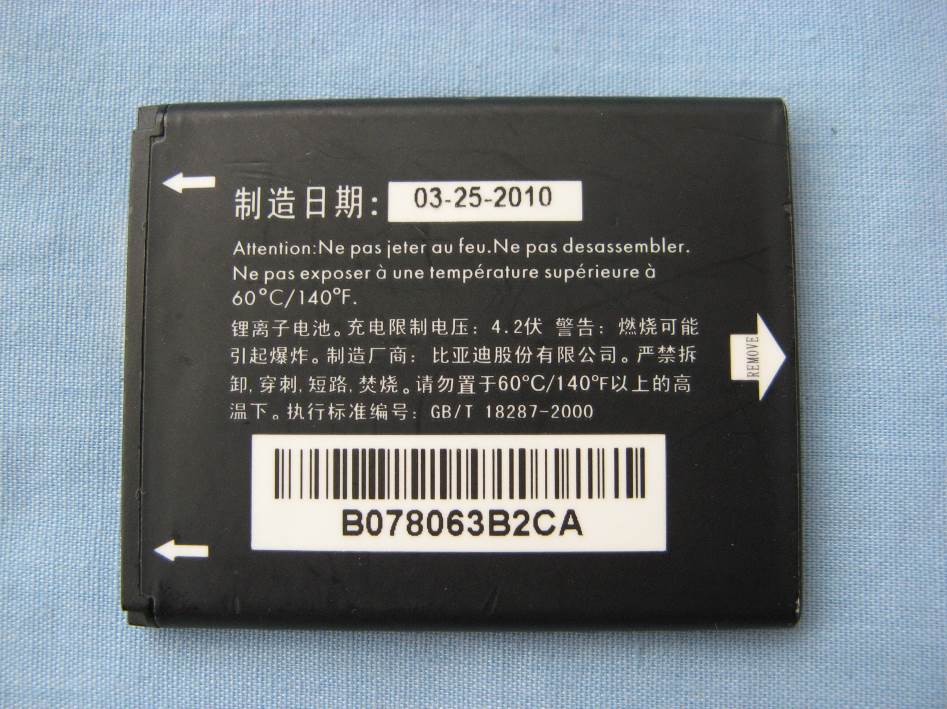 制造日期: 03-25-2010
Attention:Ne pas jeter au feu.Ne pas desassembler.
Ne pas exposer à une température supérieure à
60°C/140°F.
锂离子电池。充电限制电压: 4.2伏 警告: 燃烧可能
引起爆炸。制造厂商: 比亚迪股份有限公司。严禁拆
卸,穿刺,短路,焚烧。请勿置于60°C/140°F以上的高
温下。执行标准编号: GB/T 18287-2000
REMOVE
B078063B2CA